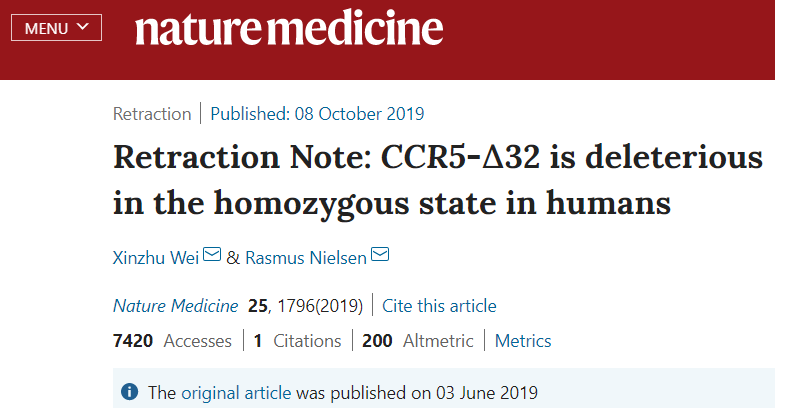 MENU
nature medicine
Retraction | Published: 08 October 2019
Retraction Note: CCR5-Δ32 is deleterious
in the homozygous state in humans
Xinzhu Wei & Rasmus Nielsen
Nature Medicine 25, 1796(2019) | Cite this article
7420 Accesses | 1 Citations | 200 Altmetric | Metrics
i The original article was published on 03 June 2019